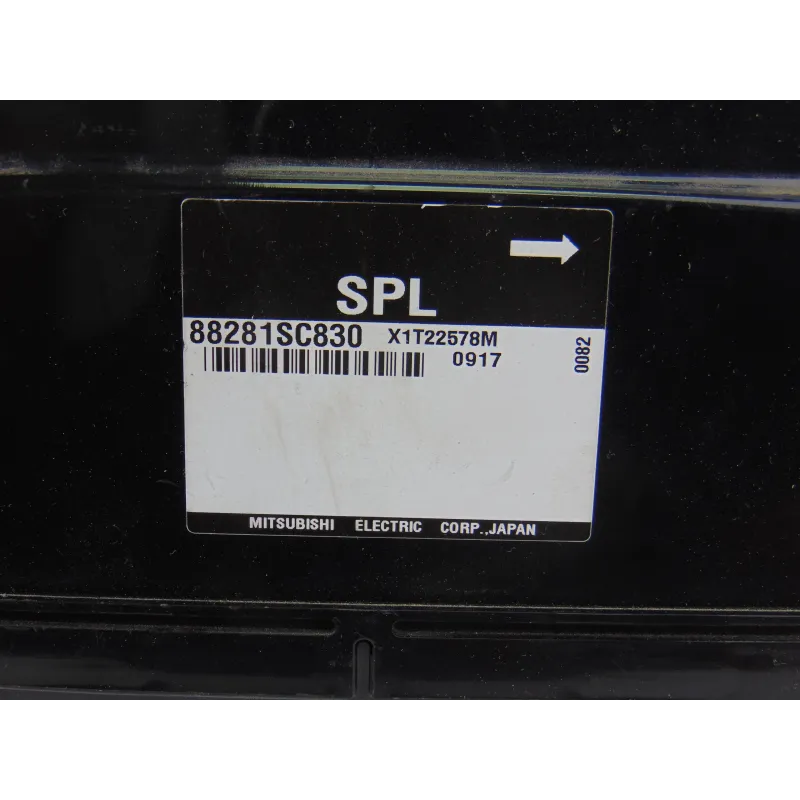 SPL
88281SC830 X1T22578M
0917
0082
MITSUBISHI ELECTRIC CORP.,JAPAN